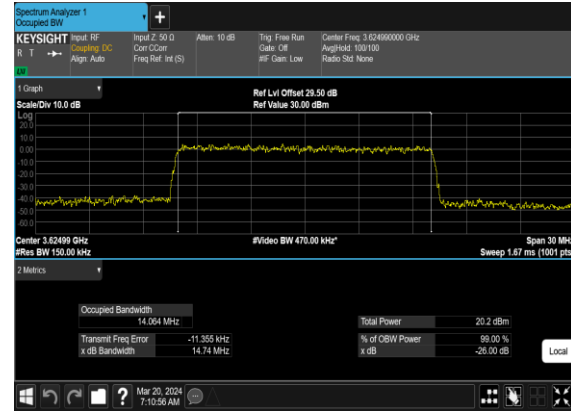 Spectrum Analyzer 1
Occupied BW
+
KEYSIGHT
R T
LU
Input: RF
Coupling: DC
Align: Auto
Input Z: 50 Ω
Corr CCorr
Freq Ref: Int (S)
Atten: 10 dB
Trig: Free Run
Gate: Off
#IF Gain: Low
Center Freq: 3.624990000 GHz
Avg|Hold: 100/100
Radio Std: None
1 Graph
Scale/Div 10.0 dB
Ref Lvl Offset 29.50 dB
Ref Value 30.00 dBm
Log
20.0
10.0
0.00
-10.0
-20.0
-30.0
-40.0
-50.0
-60.0
Center 3.62499 GHz
#Res BW 150.00 kHz
#Video BW 470.00 kHz*
Span 30 MHz
Sweep 1.67 ms (1001 pts
2 Metrics
Occupied Bandwidth
14.064 MHz
Transmit Freq Error -11.355 kHz
x dB Bandwidth 14.74 MHz
Total Power 20.2 dBm
% of OBW Power 99.00 %
x dB -26.00 dB
Local
?
Mar 20, 2024
7:10:56 AM